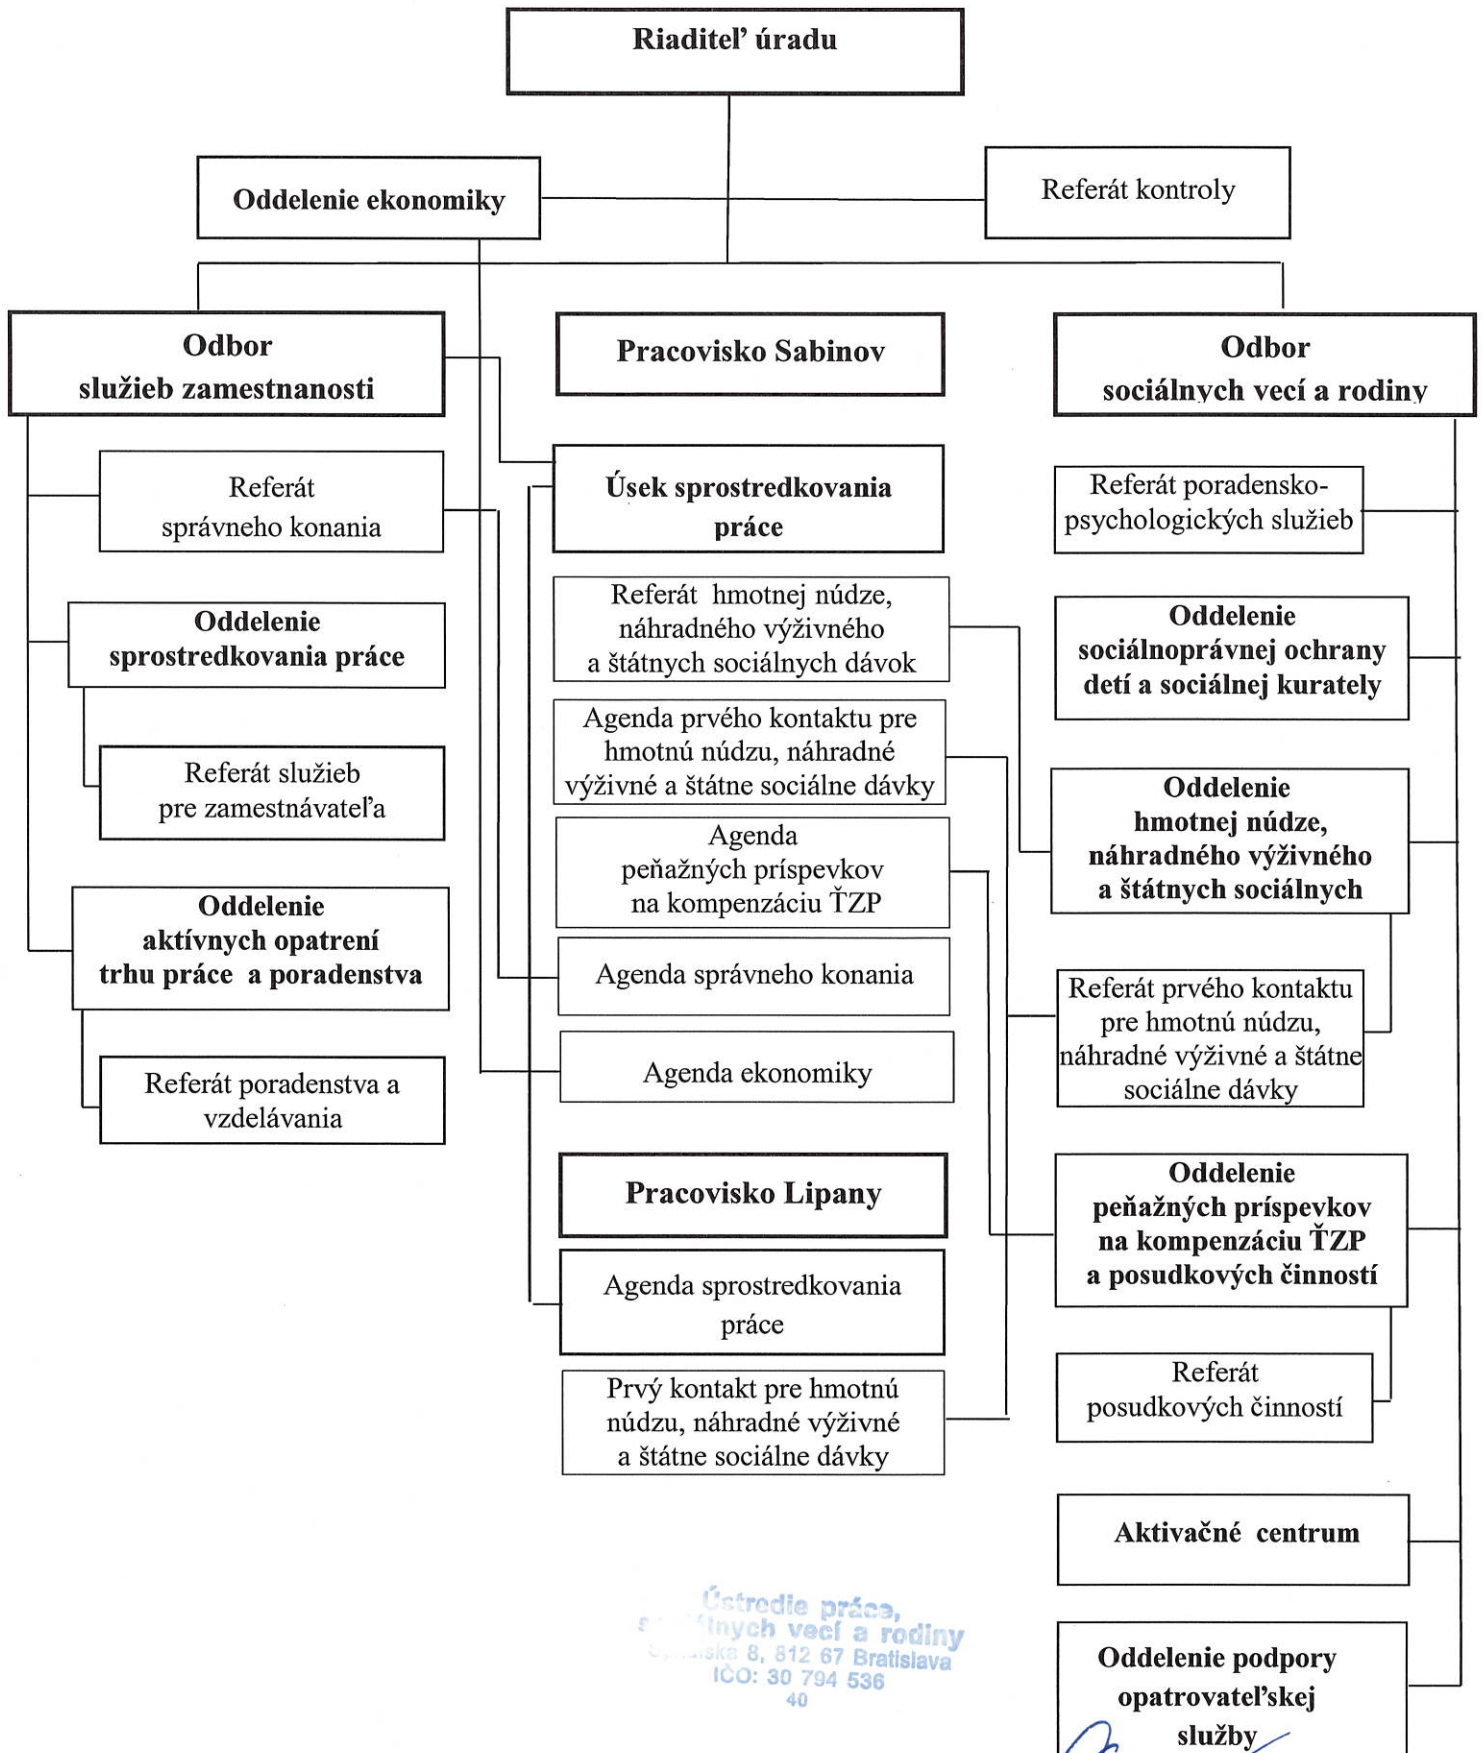 Riaditeľ úradu
Oddelenie ekonomiky
Referát kontroly
Odbor
služieb zamestnanosti
Pracovisko Sabinov
Odbor
sociálnych vecí a rodiny
Referát
správneho konania
Úsek sprostredkovania
práce
Referát poradensko-
psychologických služieb
Oddelenie
sprostredkovania práce
Referát hmotnej núdze,
náhradného výživného
a štátnych sociálnych dávok
Oddelenie
sociálnoprávnej ochrany
detí a sociálnej kurately
Referát služieb
pre zamestnávateľa
Agenda prvého kontaktu pre
hmotnú núdzu, náhradné
výživné a štátne sociálne dávky
Oddelenie
hmotnej núdze,
náhradného výživného
a štátnych sociálnych
Agenda
peňažných príspevkov
na kompenzáciu ŤZP
Oddelenie
aktívnych opatrení
trhu práce a poradenstva
Agenda správneho konania
Referát prvého kontaktu
pre hmotnú núdzu,
náhradné výživné a štátne
sociálne dávky
Agenda ekonomiky
Referát poradenstva a
vzdelávania
Pracovisko Lipany
Oddelenie
peňažných príspevkov
na kompenzáciu ŤZP
a posudkových činností
Agenda sprostredkovania
práce
Referát
posudkových činností
Prvý kontakt pre hmotnú
núdzu, náhradné výživné
a štátne sociálne dávky
Aktivačné centrum
Ústredie práce,
vecí a rodiny
8, 812 67 Bratislava
IČO: 30 794 536
40
Oddelenie podpory
opatrovateľskej
služby